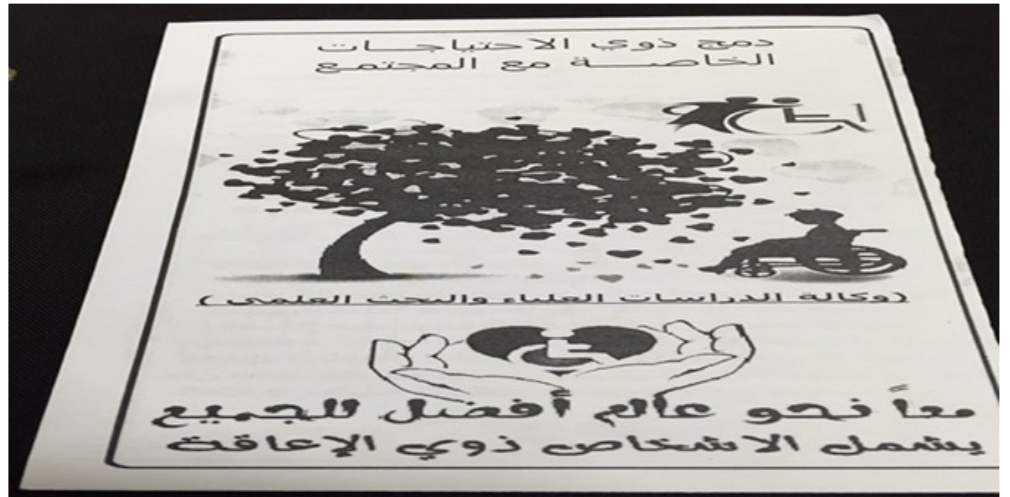 دمج ذوي الاحتياجات
الخاصة مع المجتمع
(وكالة الدراسات العلياء والبحث العلمي)
معاً نحو عالم أفضل للجميع
يشمل الاشخاص ذوي الإعاقة